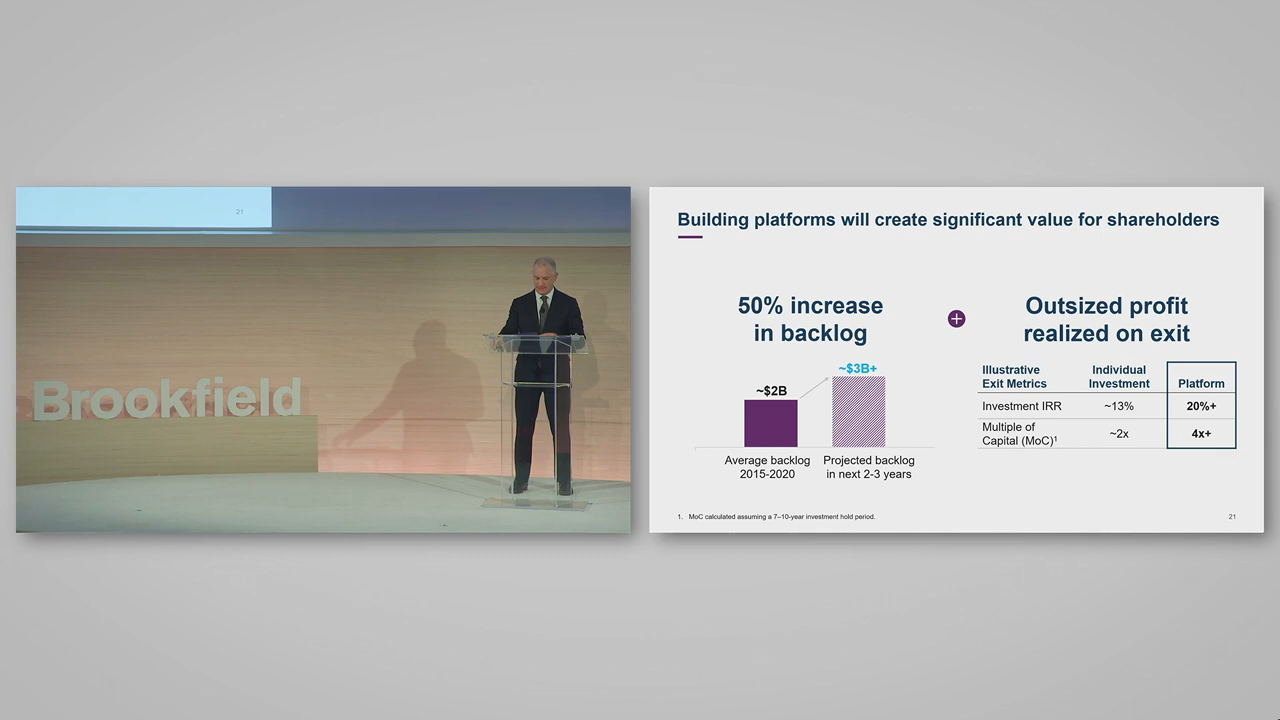 21
Brookfield
Building platforms will create significant value for shareholders
50% increase
in backlog
~$2B
~$3B+
Average backlog
2015-2020
Projected backlog
in next 2-3 years
+
Outsized profit
realized on exit
Illustrative
Exit Metrics
Individual
Investment
Platform
Investment IRR ~13% 20%+
Multiple of
Capital (MoC)¹ ~2x 4x+
1. MoC calculated assuming a 7–10-year investment hold period.
21